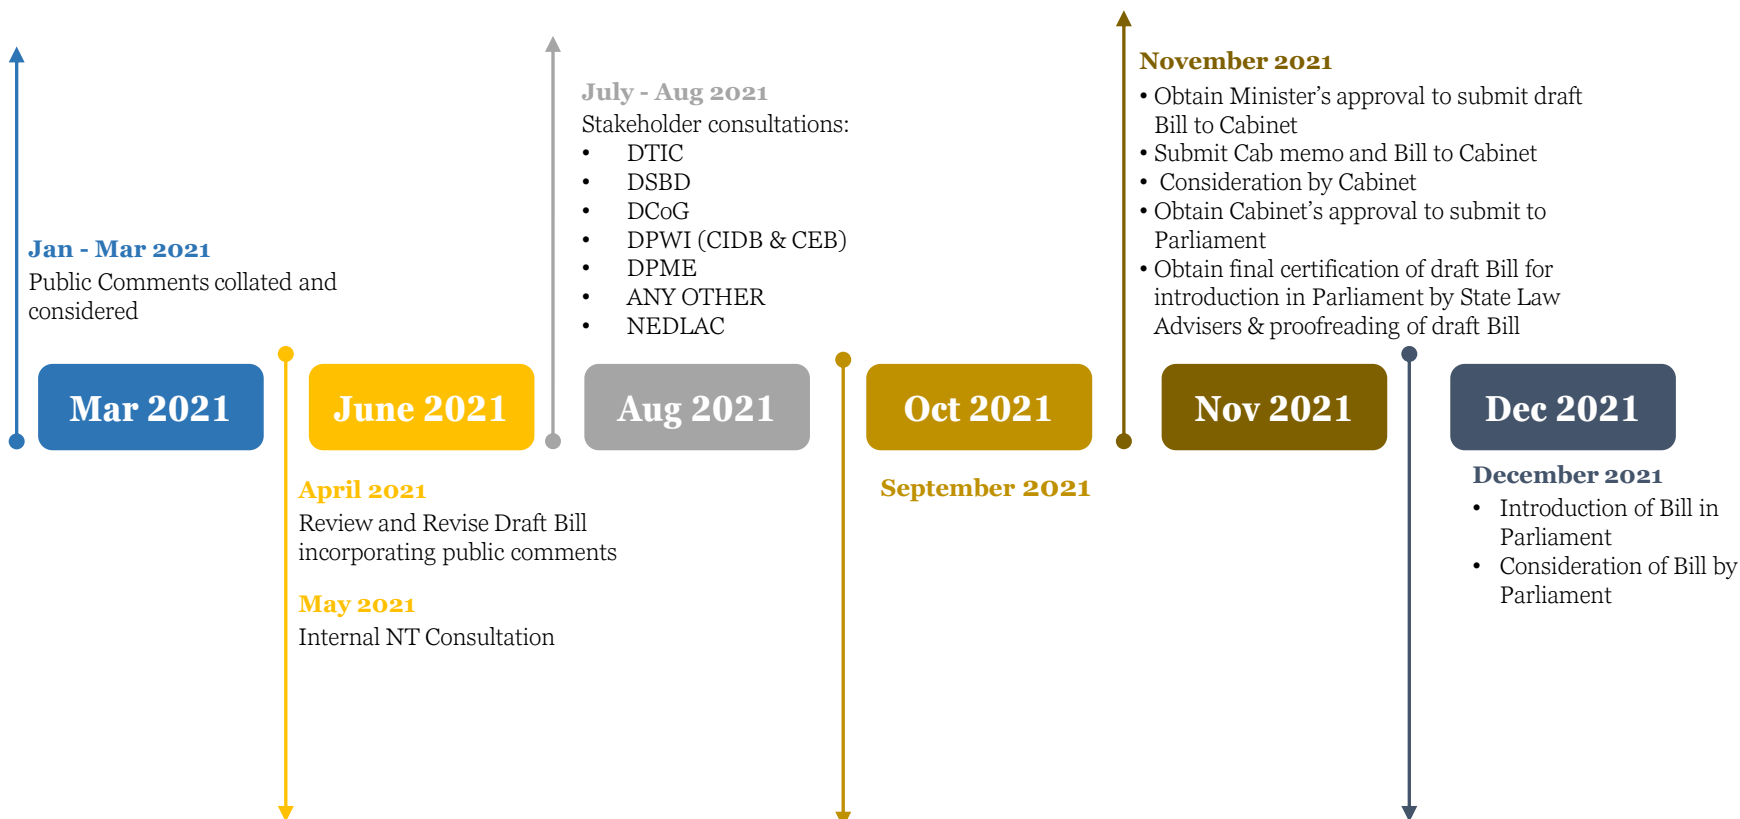 Jan - Mar 2021
Public Comments collated and
considered
July - Aug 2021
Stakeholder consultations:
• DTIC
• DSBD
• DCoG
• DPWI (CIDB & CEB)
• DPME
• ANY OTHER
• NEDLAC
November 2021
• Obtain Minister’s approval to submit draft
Bill to Cabinet
• Submit Cab memo and Bill to Cabinet
• Consideration by Cabinet
• Obtain Cabinet’s approval to submit to
Parliament
• Obtain final certification of draft Bill for
introduction in Parliament by State Law
Advisers & proofreading of draft Bill
Mar 2021
June 2021
Aug 2021
Oct 2021
Nov 2021
Dec 2021
April 2021
Review and Revise Draft Bill
incorporating public comments
May 2021
Internal NT Consultation
September 2021
December 2021
• Introduction of Bill in
Parliament
• Consideration of Bill by
Parliament